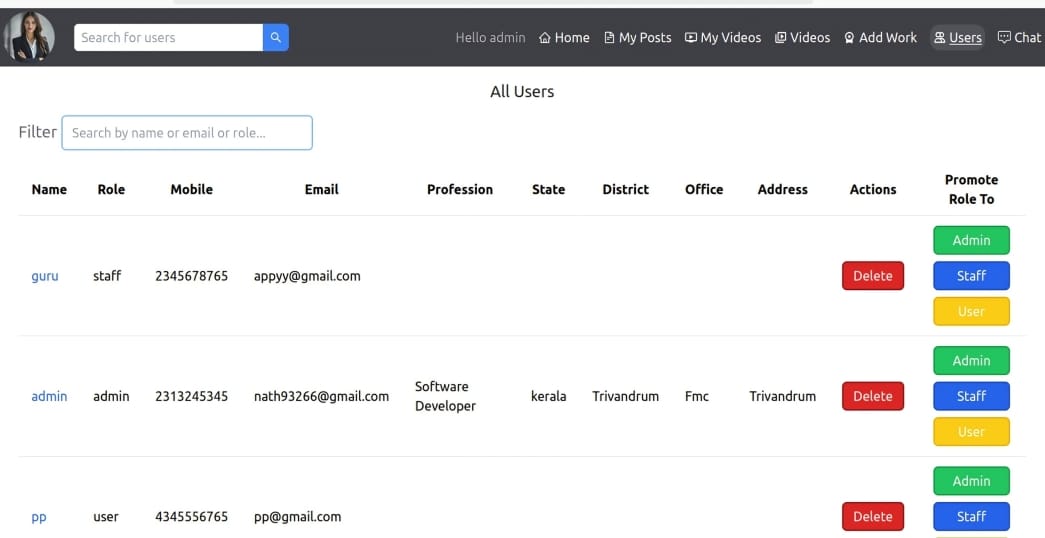 Search for users
Hello admin Home My Posts My Videos Videos Add Work Users Chat
All Users
Filter Search by name or email or role...
Name Role Mobile Email Profession State District Office Address Actions Promote Role To
guru staff 2345678765 appyy@gmail.com Delete
Admin
Staff
User
admin admin 2313245345 nath93266@gmail.com Software Developer kerala Trivandrum Fmc Trivandrum Delete
Admin
Staff
User
pp user 4345556765 pp@gmail.com Delete
Admin
Staff